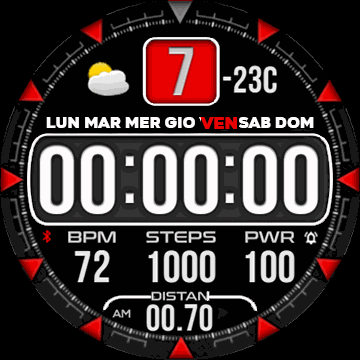 7 -23C
LUN MAR MER GIO VEN SAB DOM
00:00:00
BPM STEPS PWR
72 1000 100
DISTAN
AM 00.70